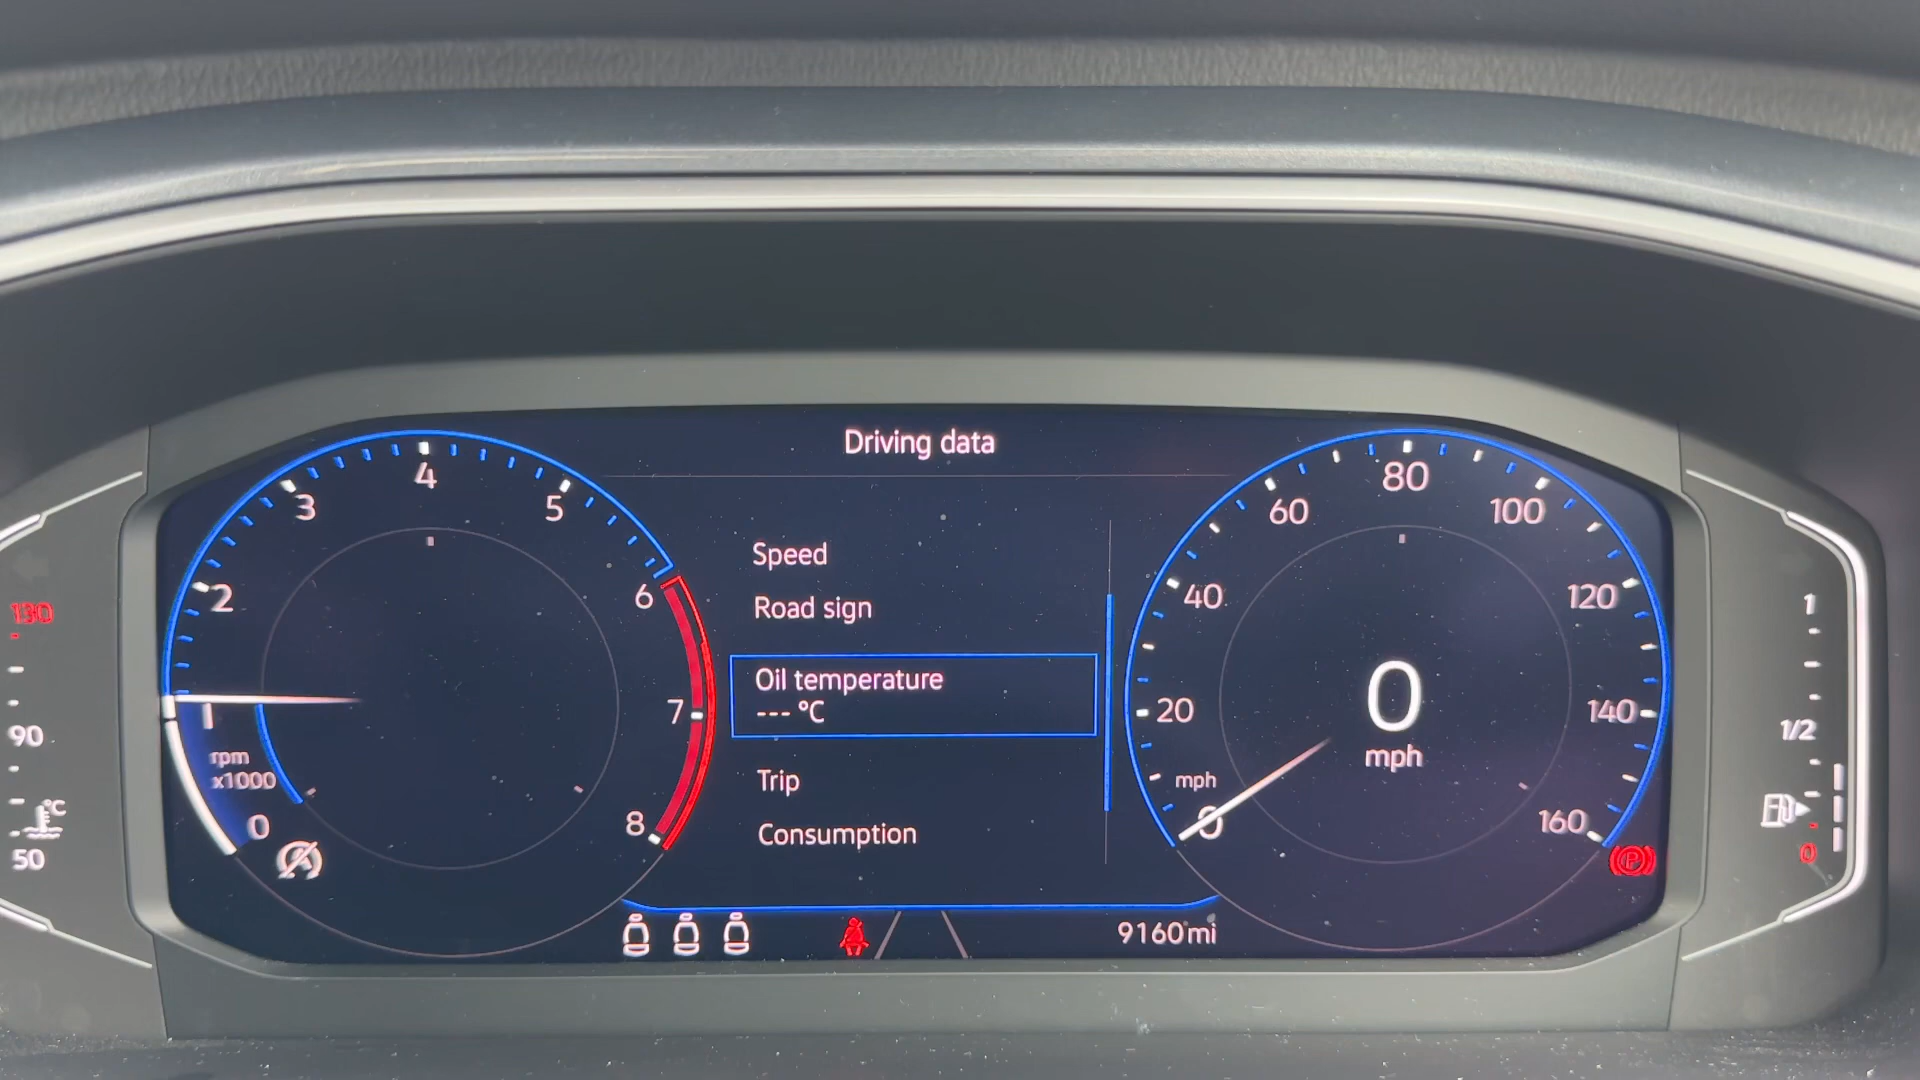 Driving data
Speed
Road sign
Oil temperature
--- °C
Trip
Consumption
0
1
2
3
4
5
6
7
8
rpm
x1000
0
20
40
60
80
100
120
140
160
mph
0
mph
9160 mi
130
90
°C
50
1
1/2
0
P
A